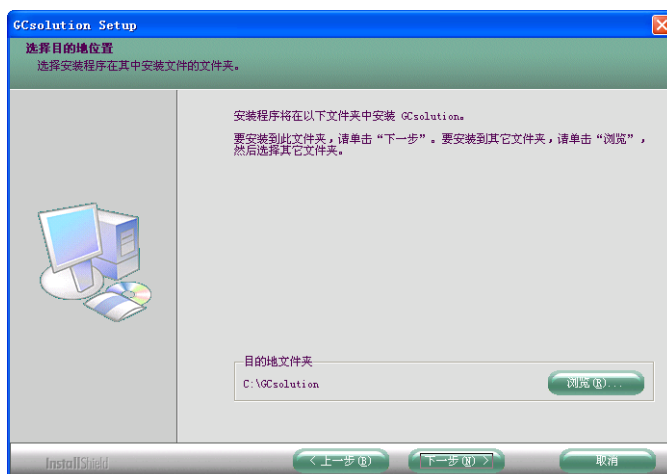 GCsolution Setup
选择目的地位置
选择安装程序在其中安装文件的文件夹。
安装程序将在以下文件夹中安装 GCsolution。
要安装到此文件夹，请单击“下一步”。要安装到其它文件夹，请单击“浏览”，
然后选择其它文件夹。
目的地文件夹
C:\GCsolution
浏览(R)...
InstallShield
< 上一步(B)
下一步(N) >
取消